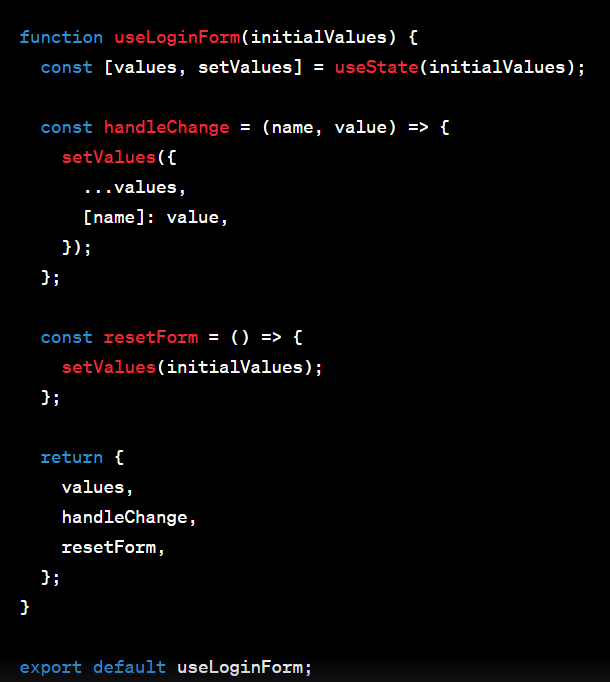 function useLoginForm(initialValues) {
  const [values, setValues] = useState(initialValues);
  const handleChange = (name, value) => {
    setValues({
      ...values,
      [name]: value,
    });
  };
  const resetForm = () => {
    setValues(initialValues);
  };
  return {
    values,
    handleChange,
    resetForm,
  };
}
export default useLoginForm;